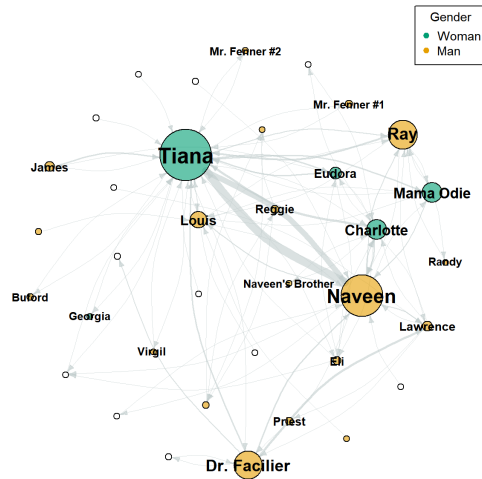 Gender
Woman
Man
Mr. Fenner #2
Mr. Fenner #1
Ray
Tiana
James
Eudora
Mama Odie
Reggie
Louis
Charlotte
Randy
Naveen's Brother
Naveen
Buford
Georgia
Lawrence
Virgil
Eli
Priest
Dr. Facilier